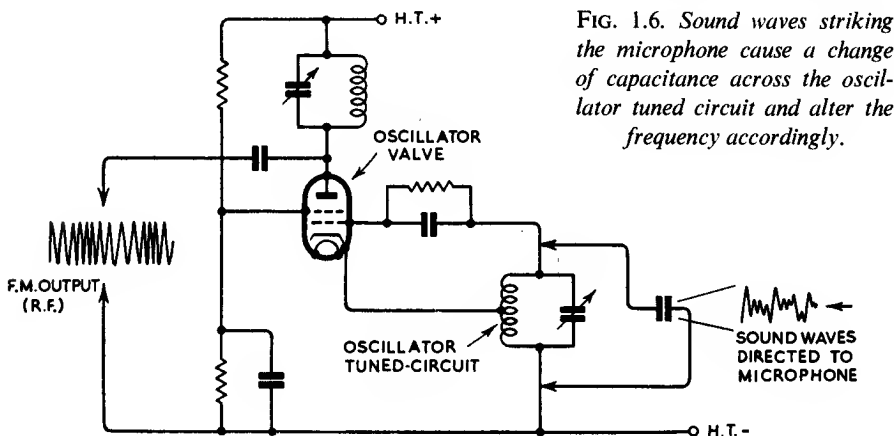 H.T.+
FIG. 1.6. Sound waves striking
the microphone cause a change
of capacitance across the oscil-
lator tuned circuit and alter the
frequency accordingly.
OSCILLATOR
VALVE
F.M. OUTPUT
(R.F.)
OSCILLATOR
TUNED-CIRCUIT
SOUND WAVES
DIRECTED TO
MICROPHONE
H.T.-